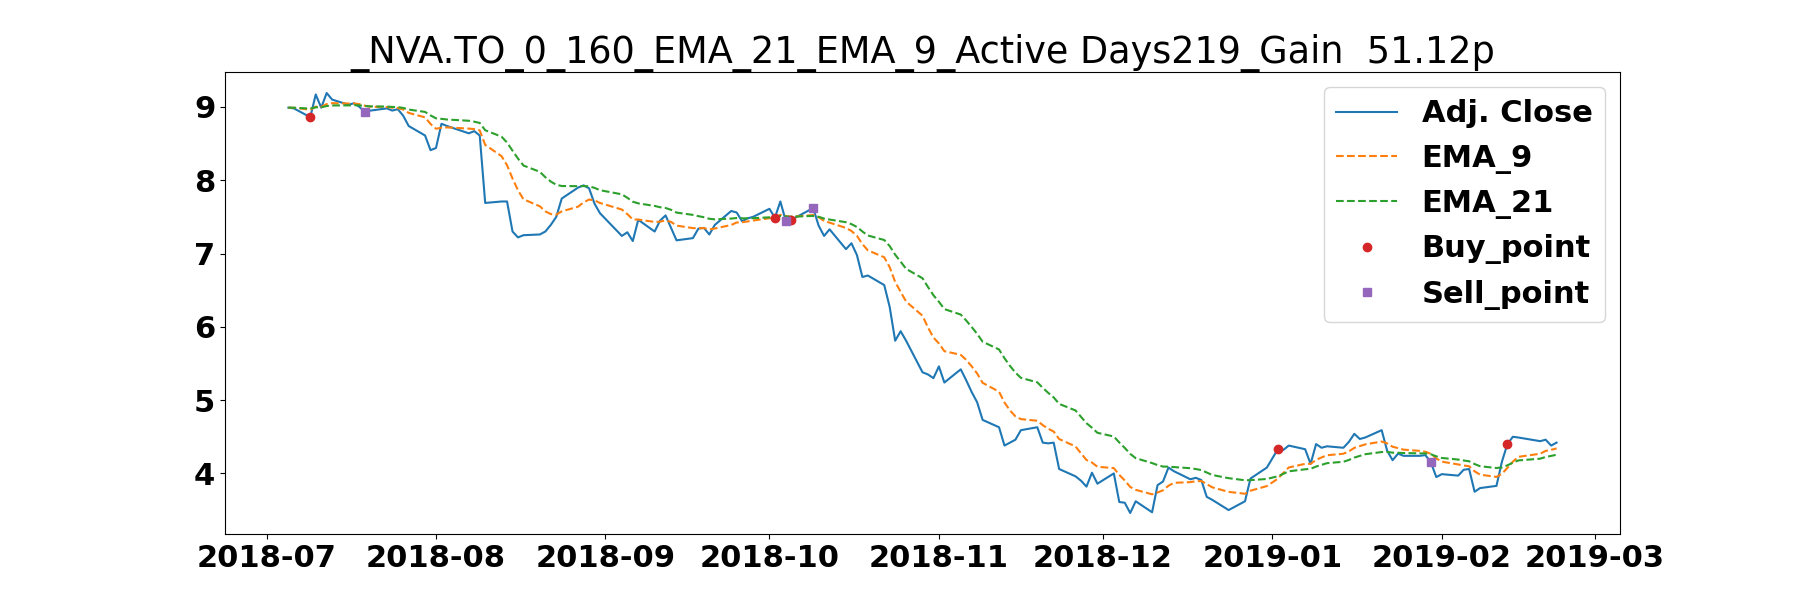 _NVA.TO_0_160_EMA_21_EMA_9_Active Days219_Gain  51.12p
9
8
7
6
5
4
Adj. Close
EMA_9
EMA_21
Buy_point
Sell_point
2018-07 2018-08 2018-09 2018-10 2018-11 2018-12 2019-01 2019-02 2019-03